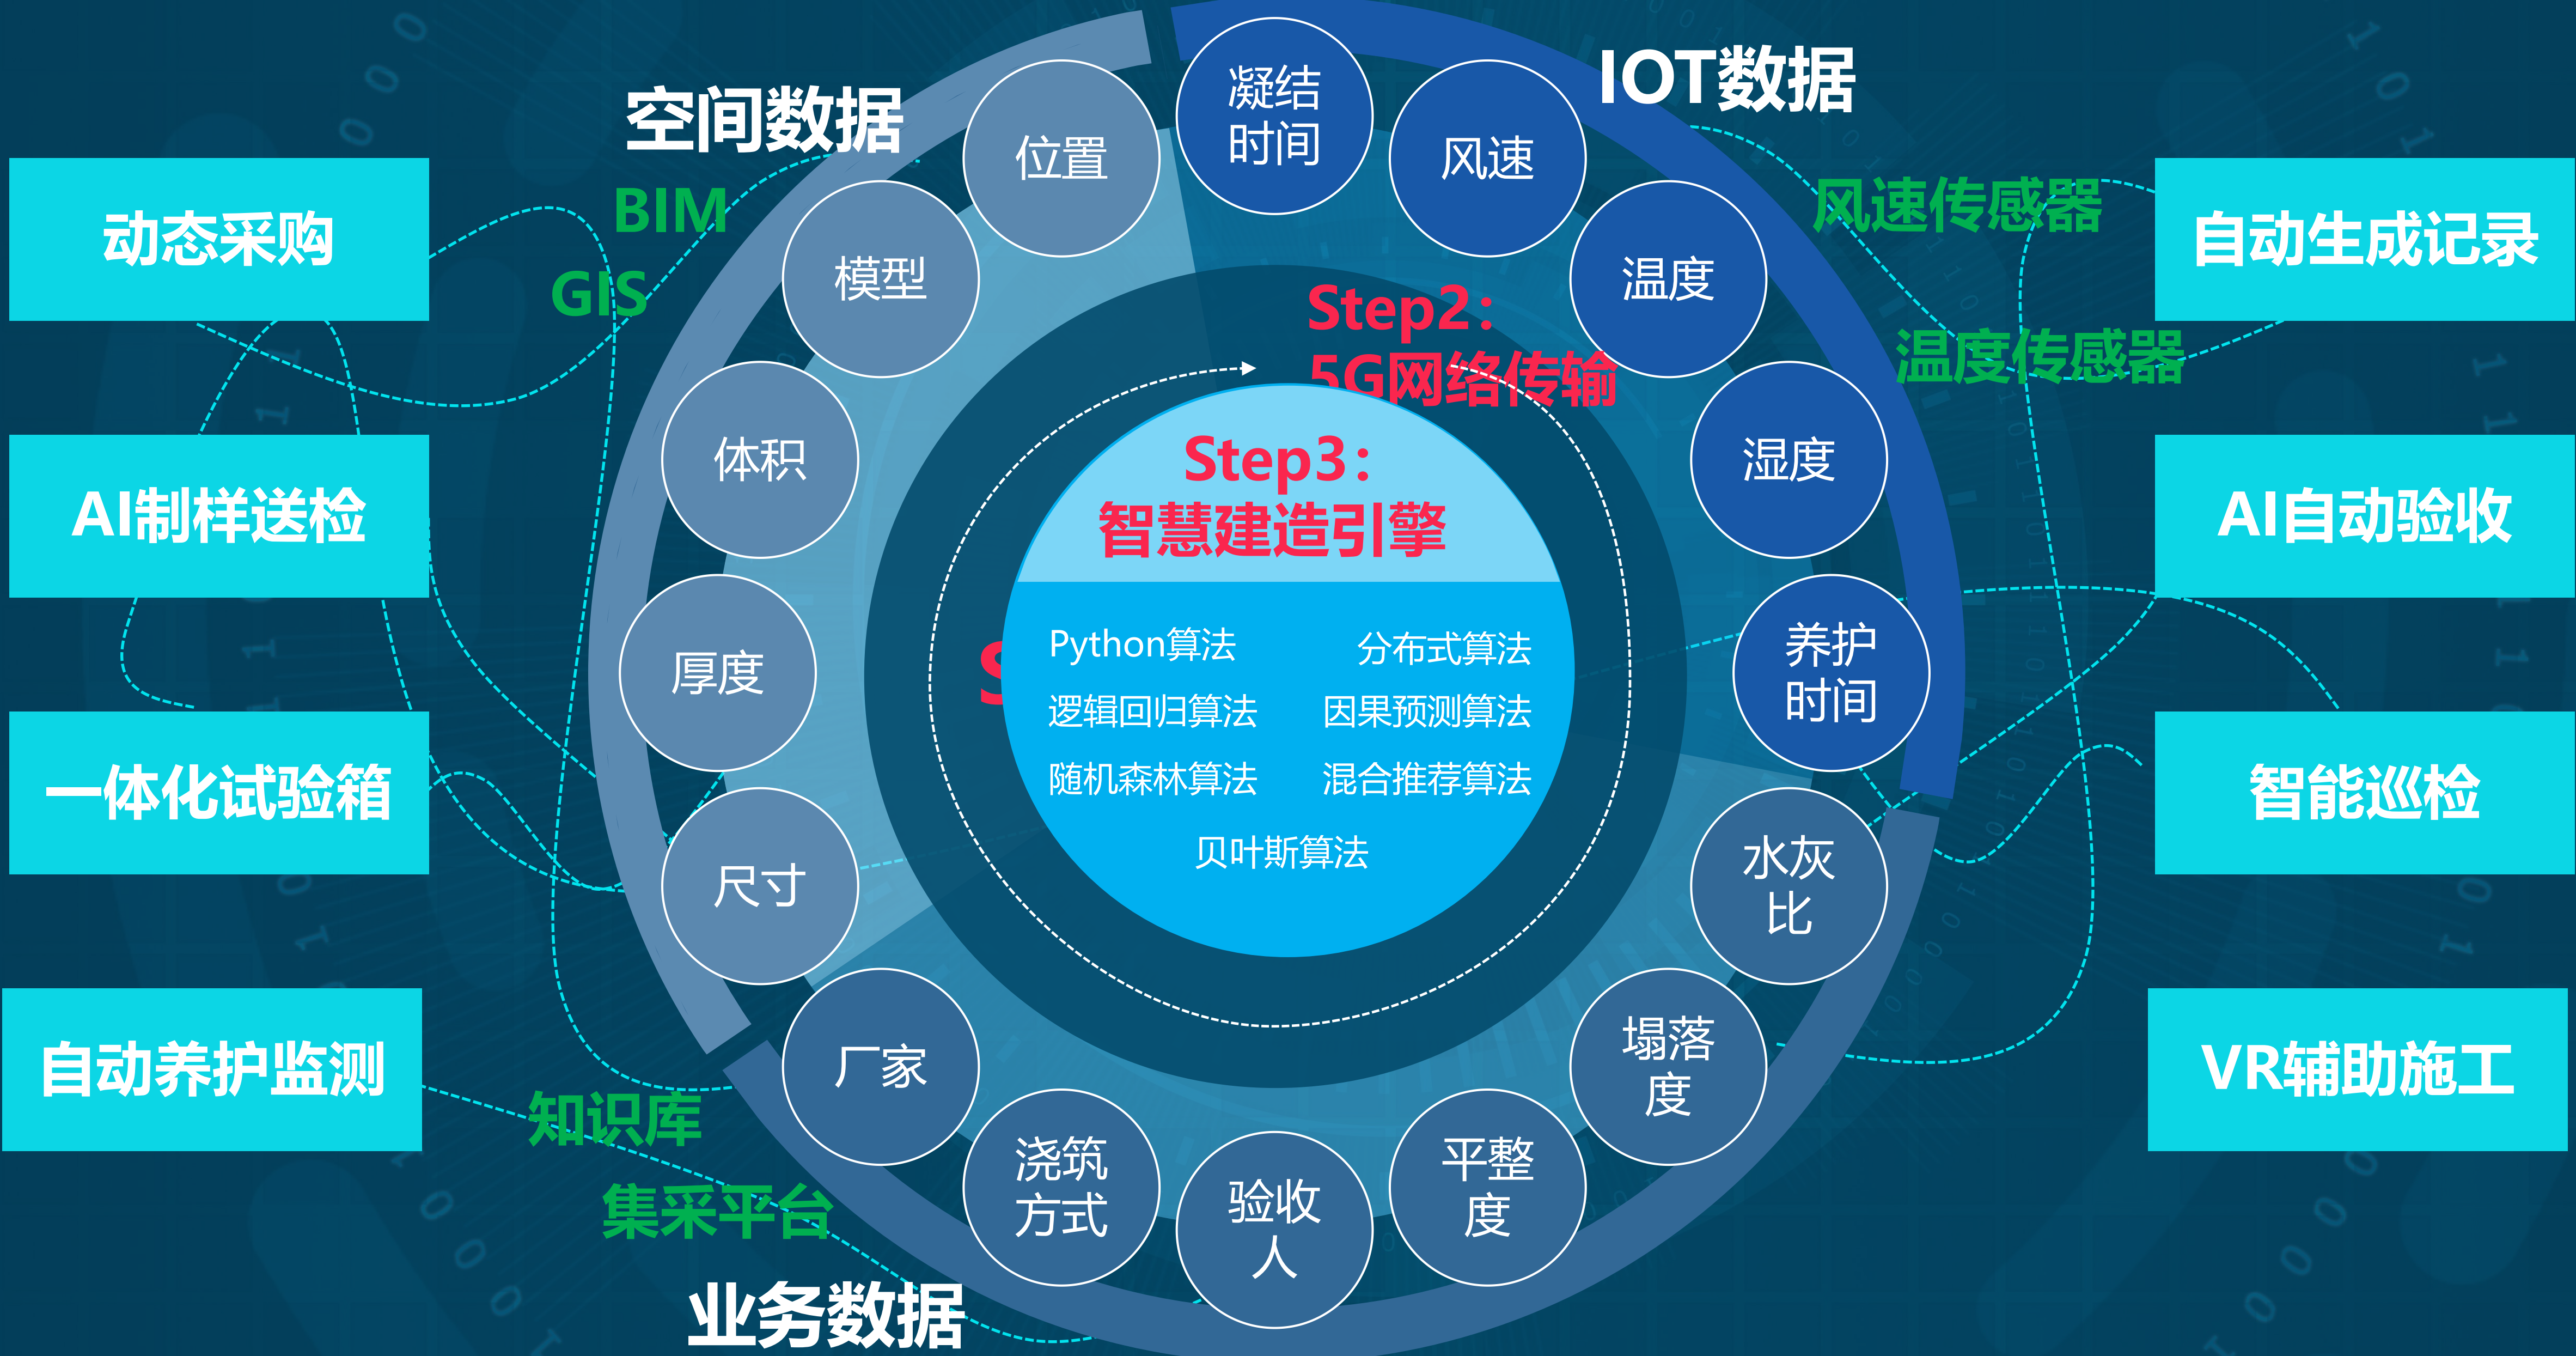 空间数据
BIM
GIS
IOT数据
风速传感器
温度传感器
动态采购
AI制样送检
一体化试验箱
自动养护监测
自动生成记录
AI自动验收
智能巡检
VR辅助施工
凝结
时间
风速
温度
湿度
养护
时间
水灰
比
塌落
度
平整
度
验收
人
浇筑
方式
厂家
尺寸
厚度
体积
模型
位置
Step2：
5G网络传输
Step3：
智慧建造引擎
Python算法
分布式算法
逻辑回归算法
因果预测算法
随机森林算法
混合推荐算法
贝叶斯算法
S
知识库
集采平台
业务数据